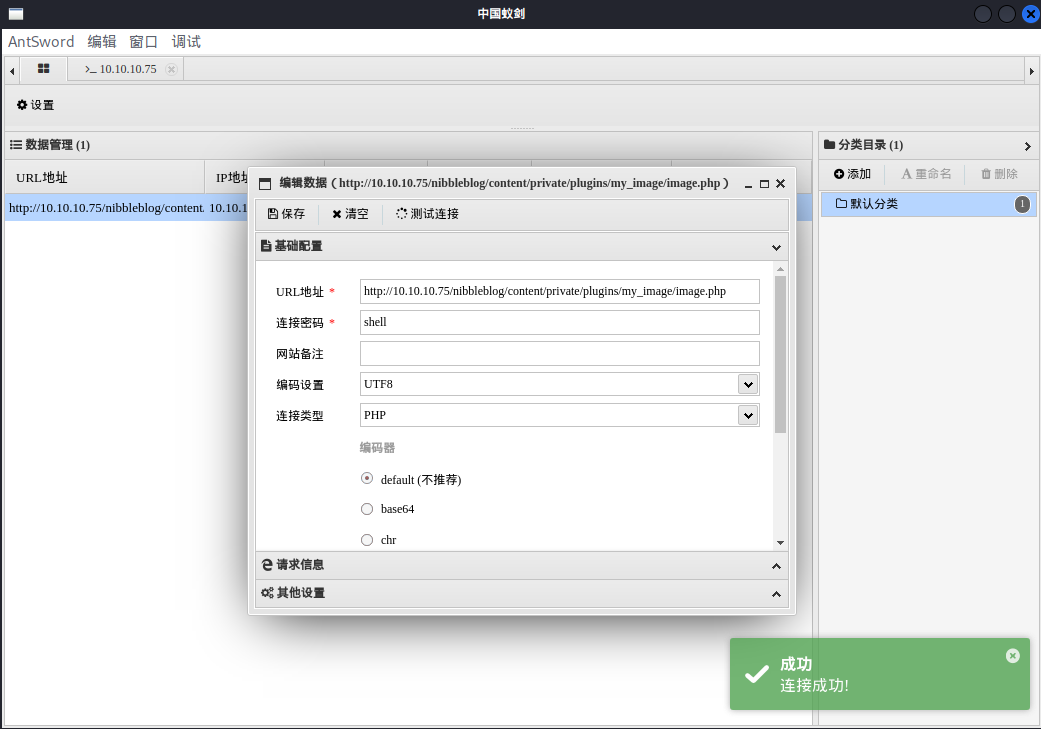 中国蚁剑
AntSword 编辑 窗口 调试
>_ 10.10.10.75
设置
数据管理 (1)
分类目录 (1)
URL地址 IP地址
添加 重命名 删除
http://10.10.10.75/nibbleblog/content. 10.10.1
默认分类 1
编辑数据 ( http://10.10.10.75/nibbleblog/content/private/plugins/my_image/image.php )
保存 清空 测试连接
基础配置
URL地址 * http://10.10.10.75/nibbleblog/content/private/plugins/my_image/image.php
连接密码 * shell
网站备注
编码设置 UTF8
连接类型 PHP
编码器
default (不推荐)
base64
chr
请求信息
其他设置
成功
连接成功!